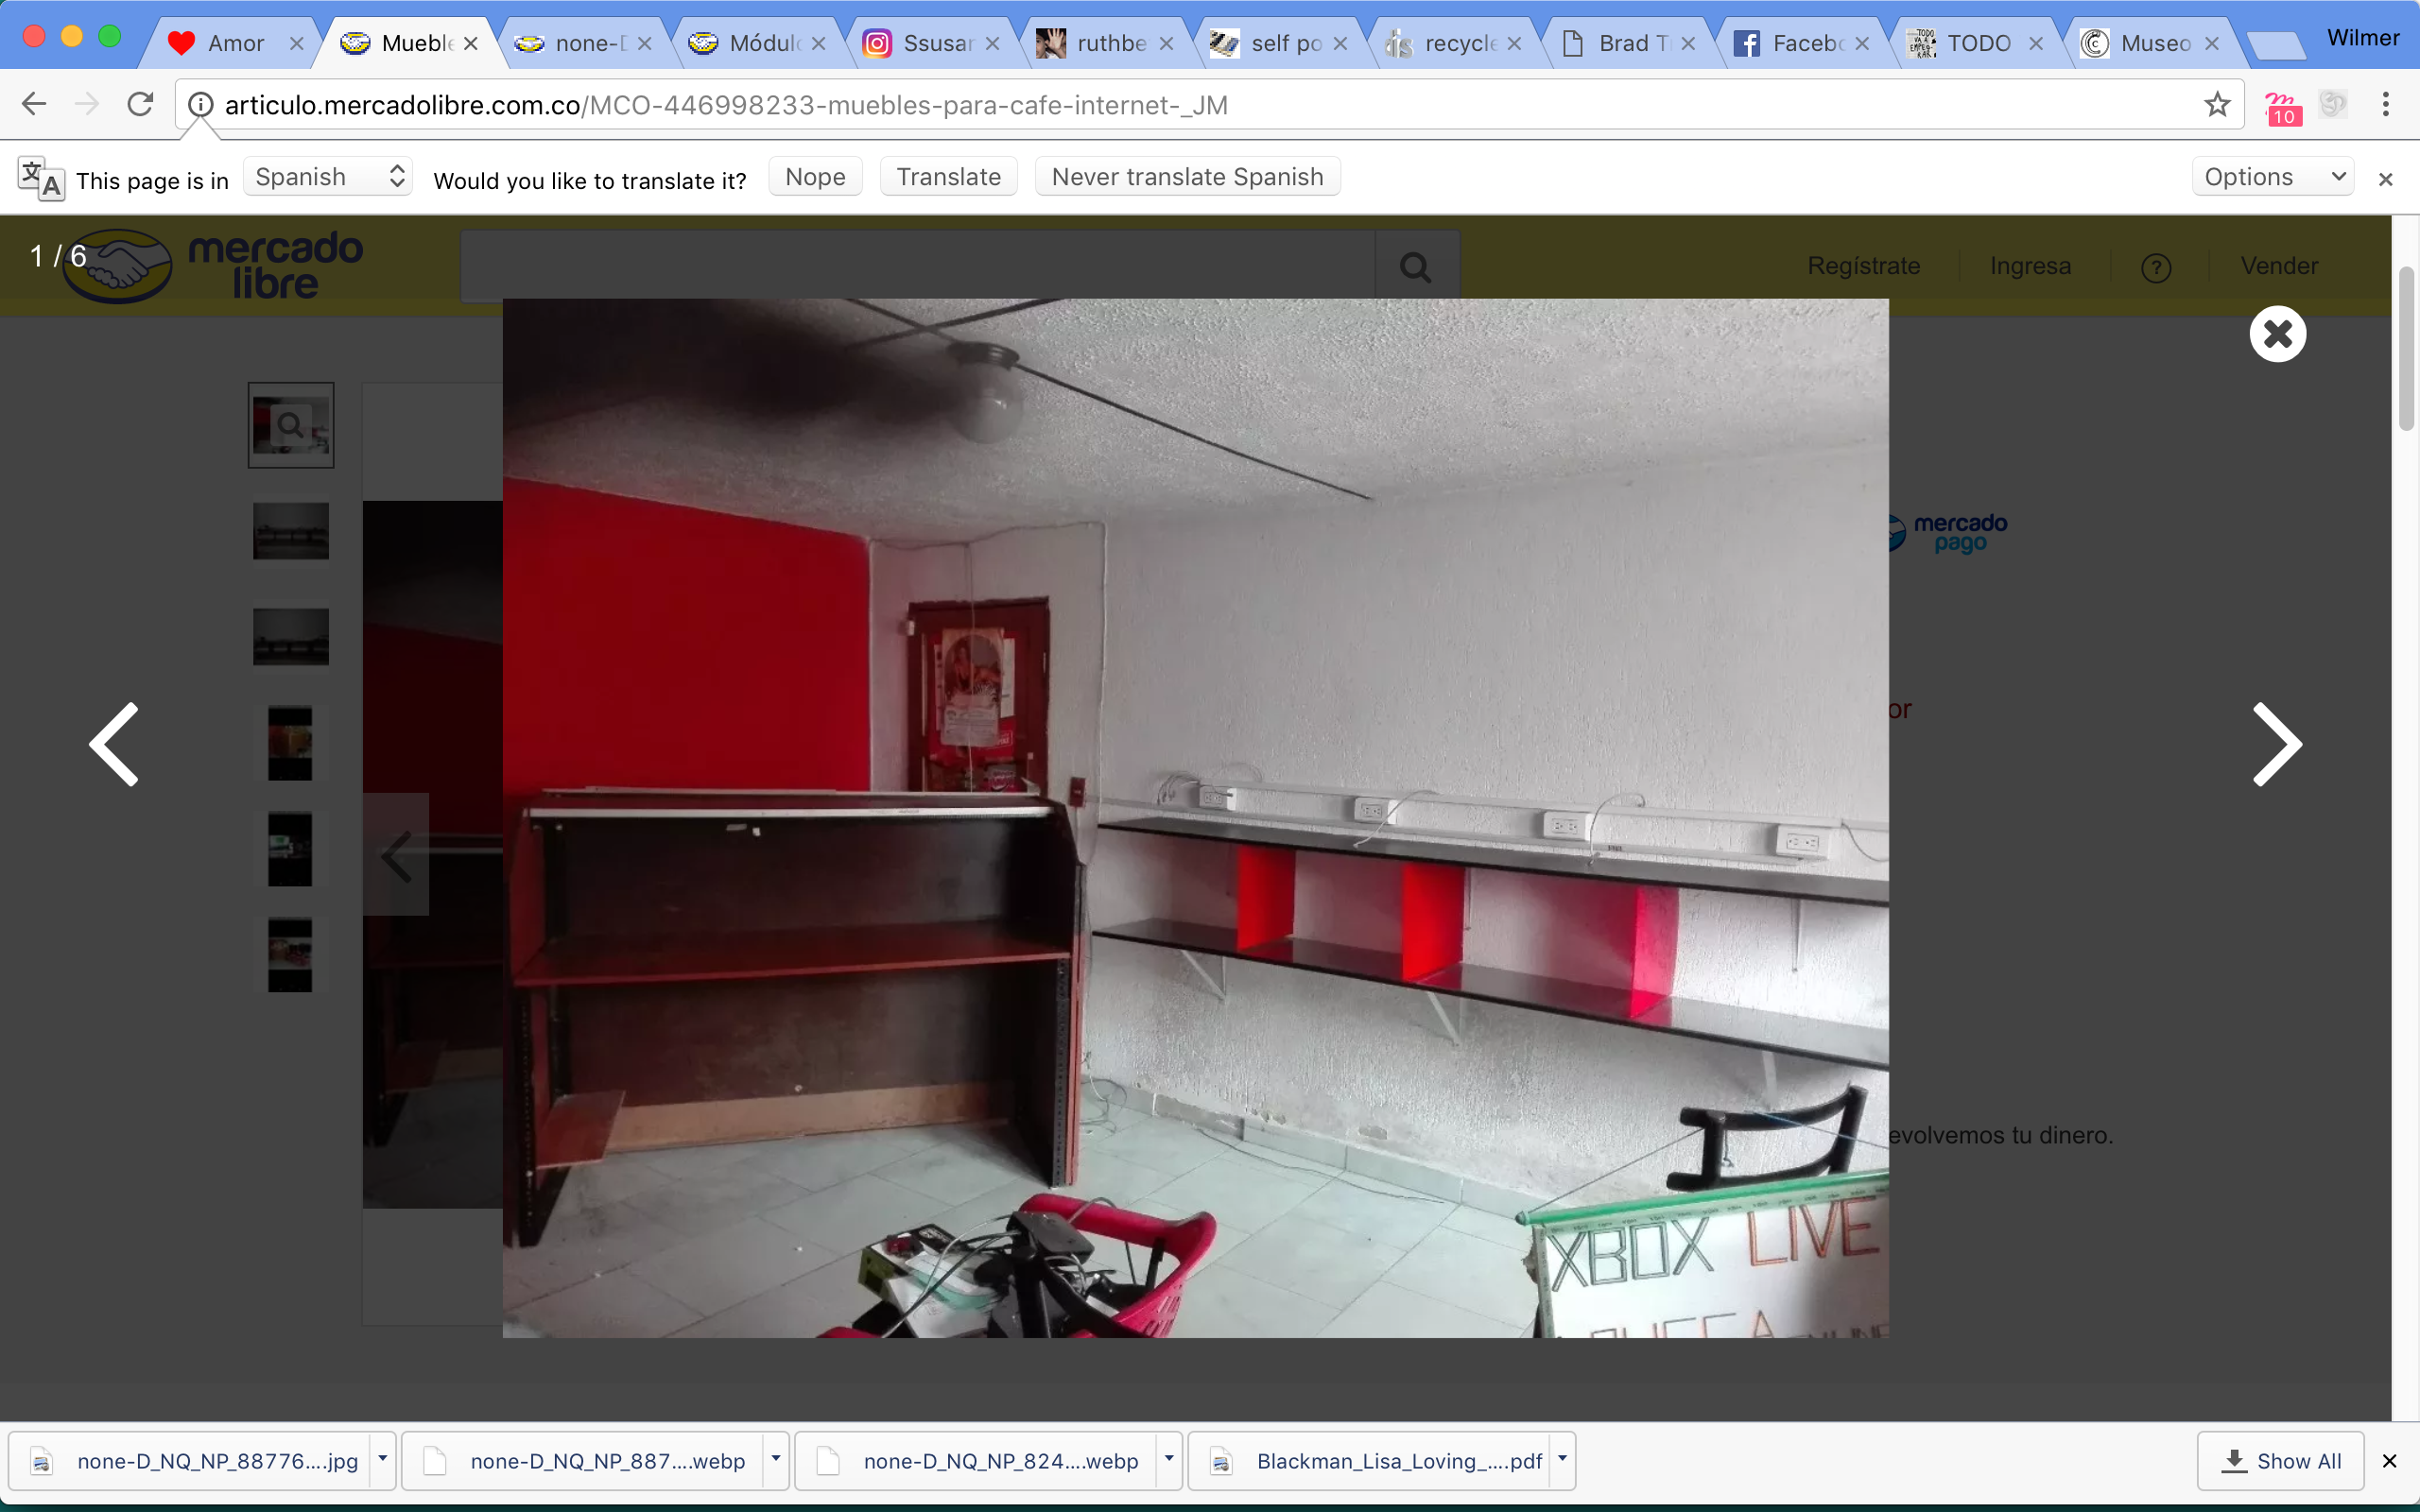 Amor
Mueble
none-D
Módulo
Ssusar
ruthbe
self po
recycle
Brad T
Facebo
TODO
Museo
Wilmer
articulo.mercadolibre.com.co/MCO-446998233-muebles-para-cafe-internet-_JM
10
This page is in
Spanish
Would you like to translate it?
Nope
Translate
Never translate Spanish
Options
1 / 6
mercado
libre
Regístrate
Ingresa
?
Vender
mercado
pago
or
evolvemos tu dinero.
XBOX LIVE
none-D_NQ_NP_88776....jpg
none-D_NQ_NP_887....webp
none-D_NQ_NP_824....webp
Blackman_Lisa_Loving_....pdf
Show All